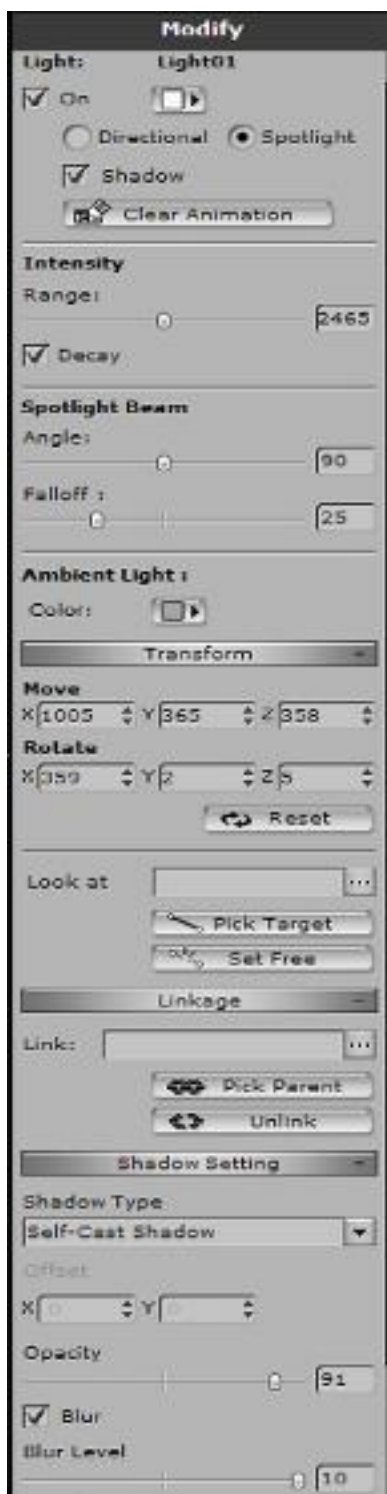 Modify
Light: Light01
On
Directional Spotlight
Shadow
Clear Animation
Intensity
Range:
2465
Decay
Spotlight Beam
Angle:
90
Falloff :
25
Ambient Light :
Color:
Transform
Move
X 1005 Y 365 Z 358
Rotate
X 359 Y 2 Z 5
Reset
Look at ...
Pick Target
Set Free
Linkage
Link: ...
Pick Parent
Unlink
Shadow Setting
Shadow Type
Self-Cast Shadow
Offset
X 0 Y 0
Opacity
91
Blur
Blur Level
10